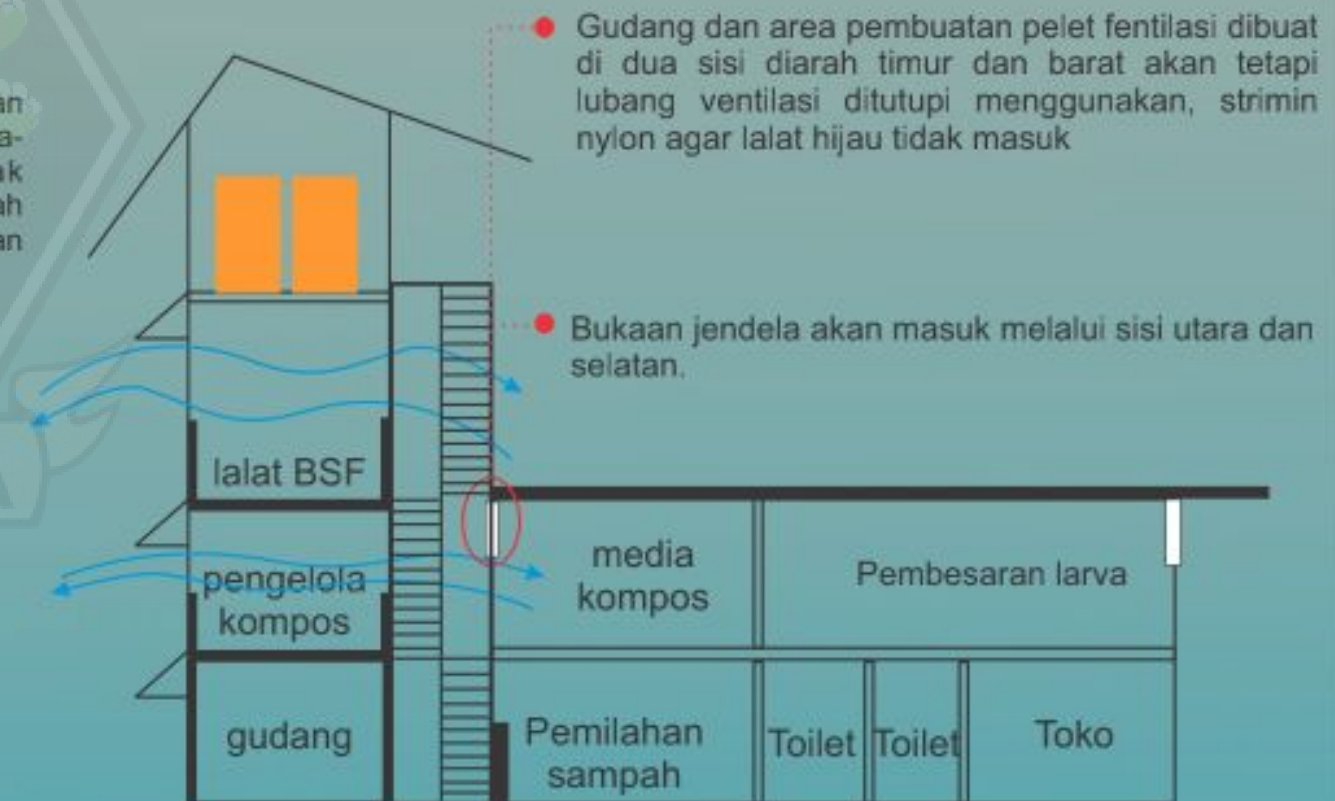 Gudang dan area pembuatan pelet fentilasi dibuat
di dua sisi diarah timur dan barat akan tetapi
lubang ventilasi ditutupi menggunakan, strimin
nylon agar lalat hijau tidak masuk
Bukaan jendela akan masuk melalui sisi utara dan
selatan.
lalat BSF
pengelola
kompos
media
kompos
Pembesaran larva
gudang
Pemilahan
sampah
Toilet
Toilet
Toko